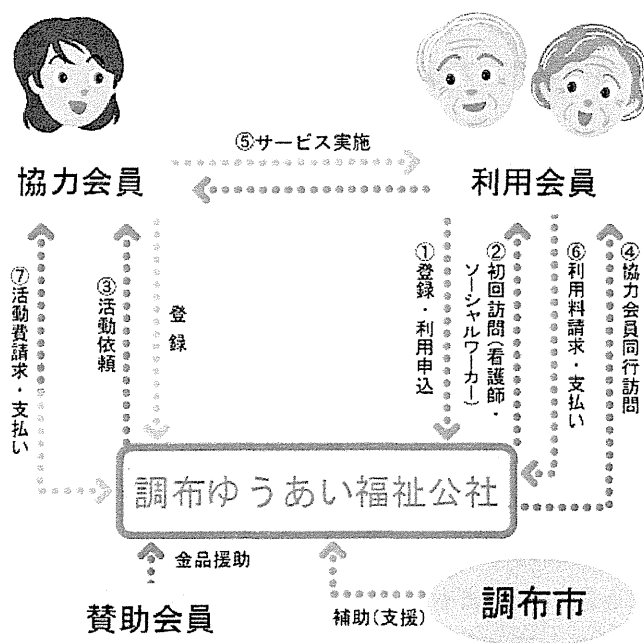 ⑤サービス実施
協力会員
利用会員
⑦活動費請求・支払い
③活動依頼
登録
①登録・利用申込
②初回訪問(看護師・
ソーシャルワーカー)
⑥利用料請求・支払い
④協力会員同行訪問
調布ゆうあい福祉公社
金品援助
賛助会員
補助(支援)
調布市